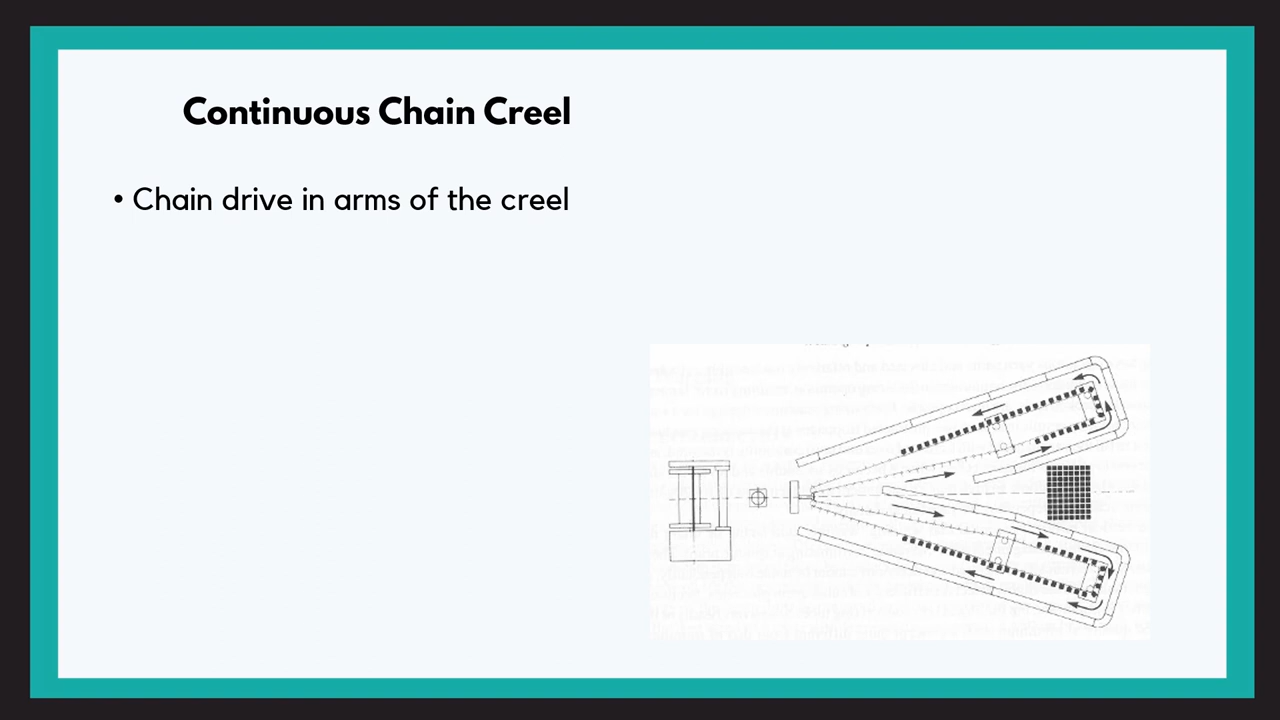 Continuous Chain Creel
• Chain drive in arms of the creel